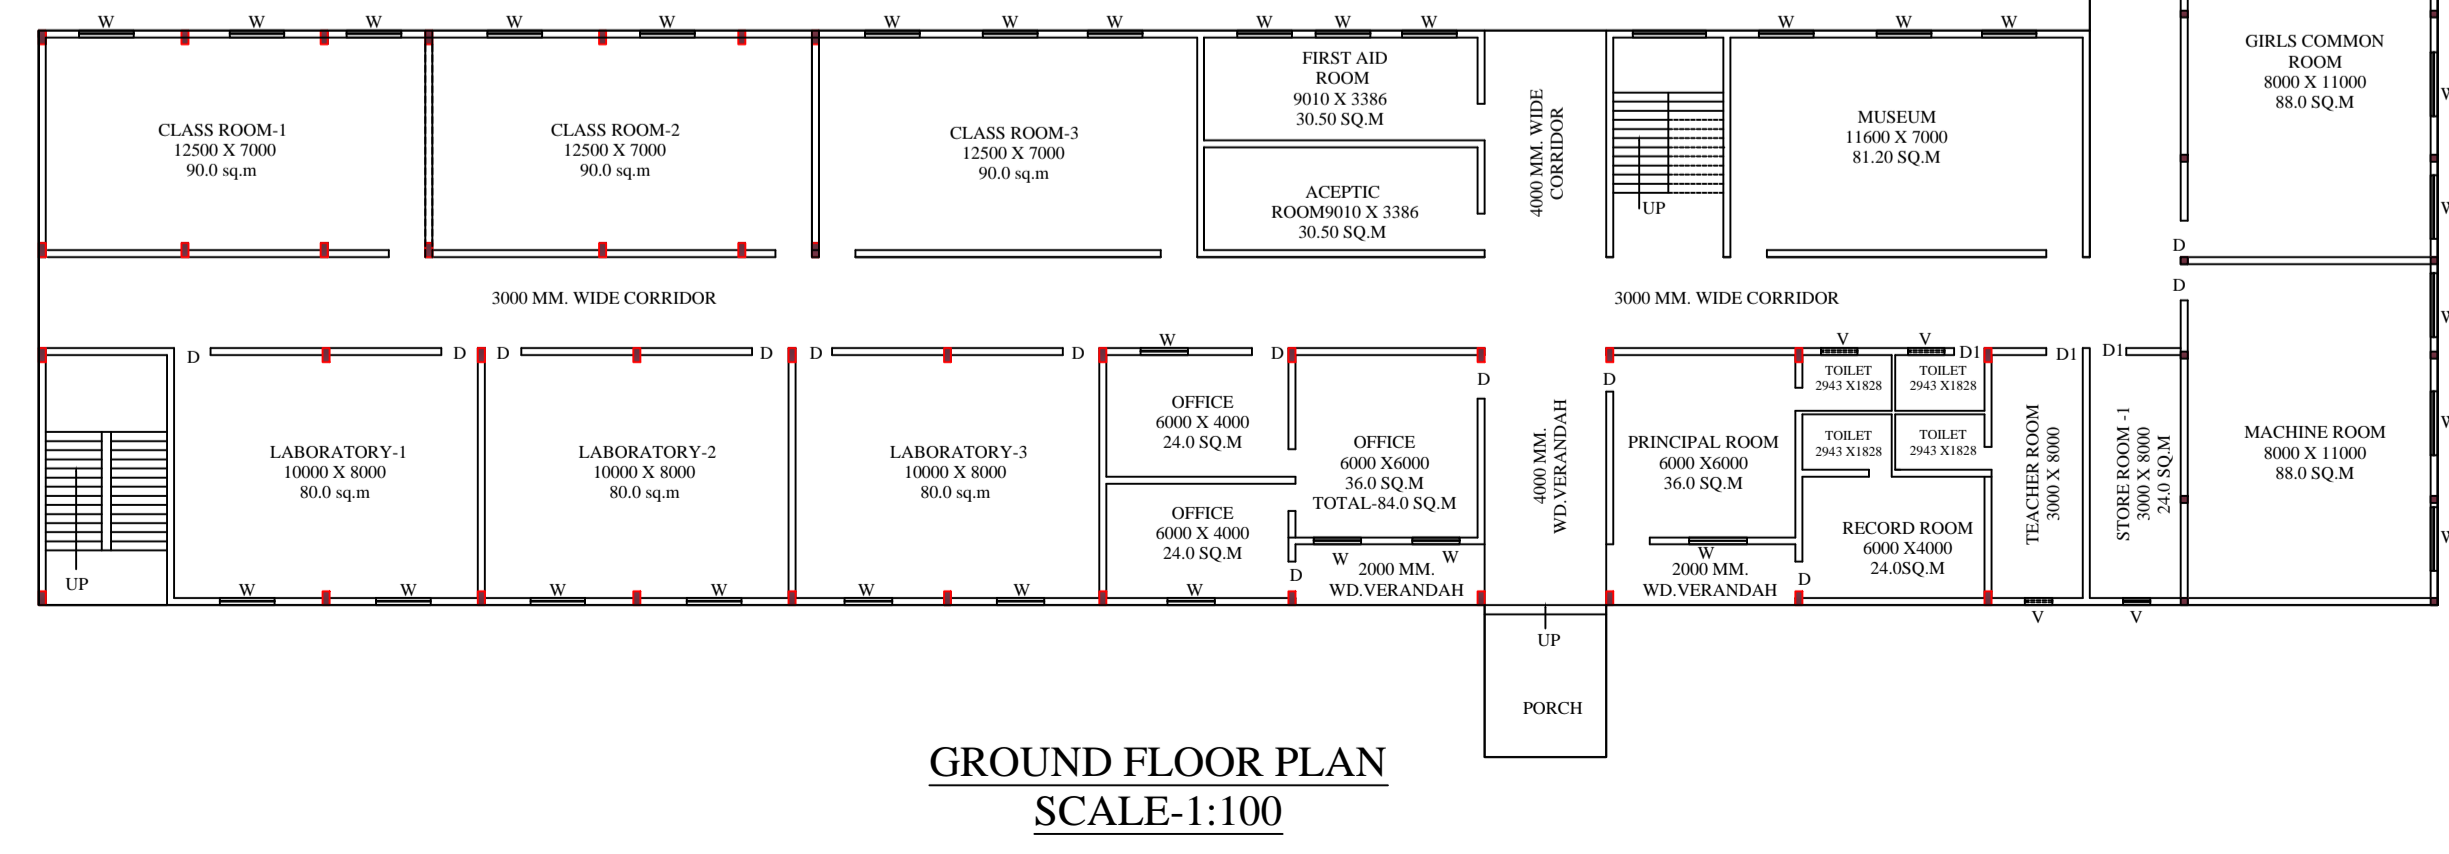 W W W W W W W W W W W W W W
CLASS ROOM-1
12500 X 7000
90.0 sq.m
CLASS ROOM-2
12500 X 7000
90.0 sq.m
CLASS ROOM-3
12500 X 7000
90.0 sq.m
FIRST AID
ROOM
9010 X 3386
30.50 SQ.M
ACEPTIC
ROOM9010 X 3386
30.50 SQ.M
4000 MM. WIDE
CORRIDOR
UP
MUSEUM
11600 X 7000
81.20 SQ.M
GIRLS COMMON
ROOM
8000 X 11000
88.0 SQ.M
W
W
D
D
W
W
W
3000 MM. WIDE CORRIDOR
3000 MM. WIDE CORRIDOR
D D D D D D W D D D V V D1 D1 D1
UP
LABORATORY-1
10000 X 8000
80.0 sq.m
LABORATORY-2
10000 X 8000
80.0 sq.m
LABORATORY-3
10000 X 8000
80.0 sq.m
OFFICE
6000 X 4000
24.0 SQ.M
OFFICE
6000 X 4000
24.0 SQ.M
OFFICE
6000 X6000
36.0 SQ.M
TOTAL-84.0 SQ.M
4000 MM.
WD.VERANDAH
PRINCIPAL ROOM
6000 X6000
36.0 SQ.M
TOILET
2943 X1828
TOILET
2943 X1828
TOILET
2943 X1828
TOILET
2943 X1828
RECORD ROOM
6000 X4000
24.0SQ.M
TEACHER ROOM
3000 X 8000
STORE ROOM -1
3000 X 8000
24.0 SQ.M
MACHINE ROOM
8000 X 11000
88.0 SQ.M
W W W
D D
2000 MM.
WD.VERANDAH
2000 MM.
WD.VERANDAH
W W W W W W W
V V
UP
PORCH
GROUND FLOOR PLAN
SCALE-1:100